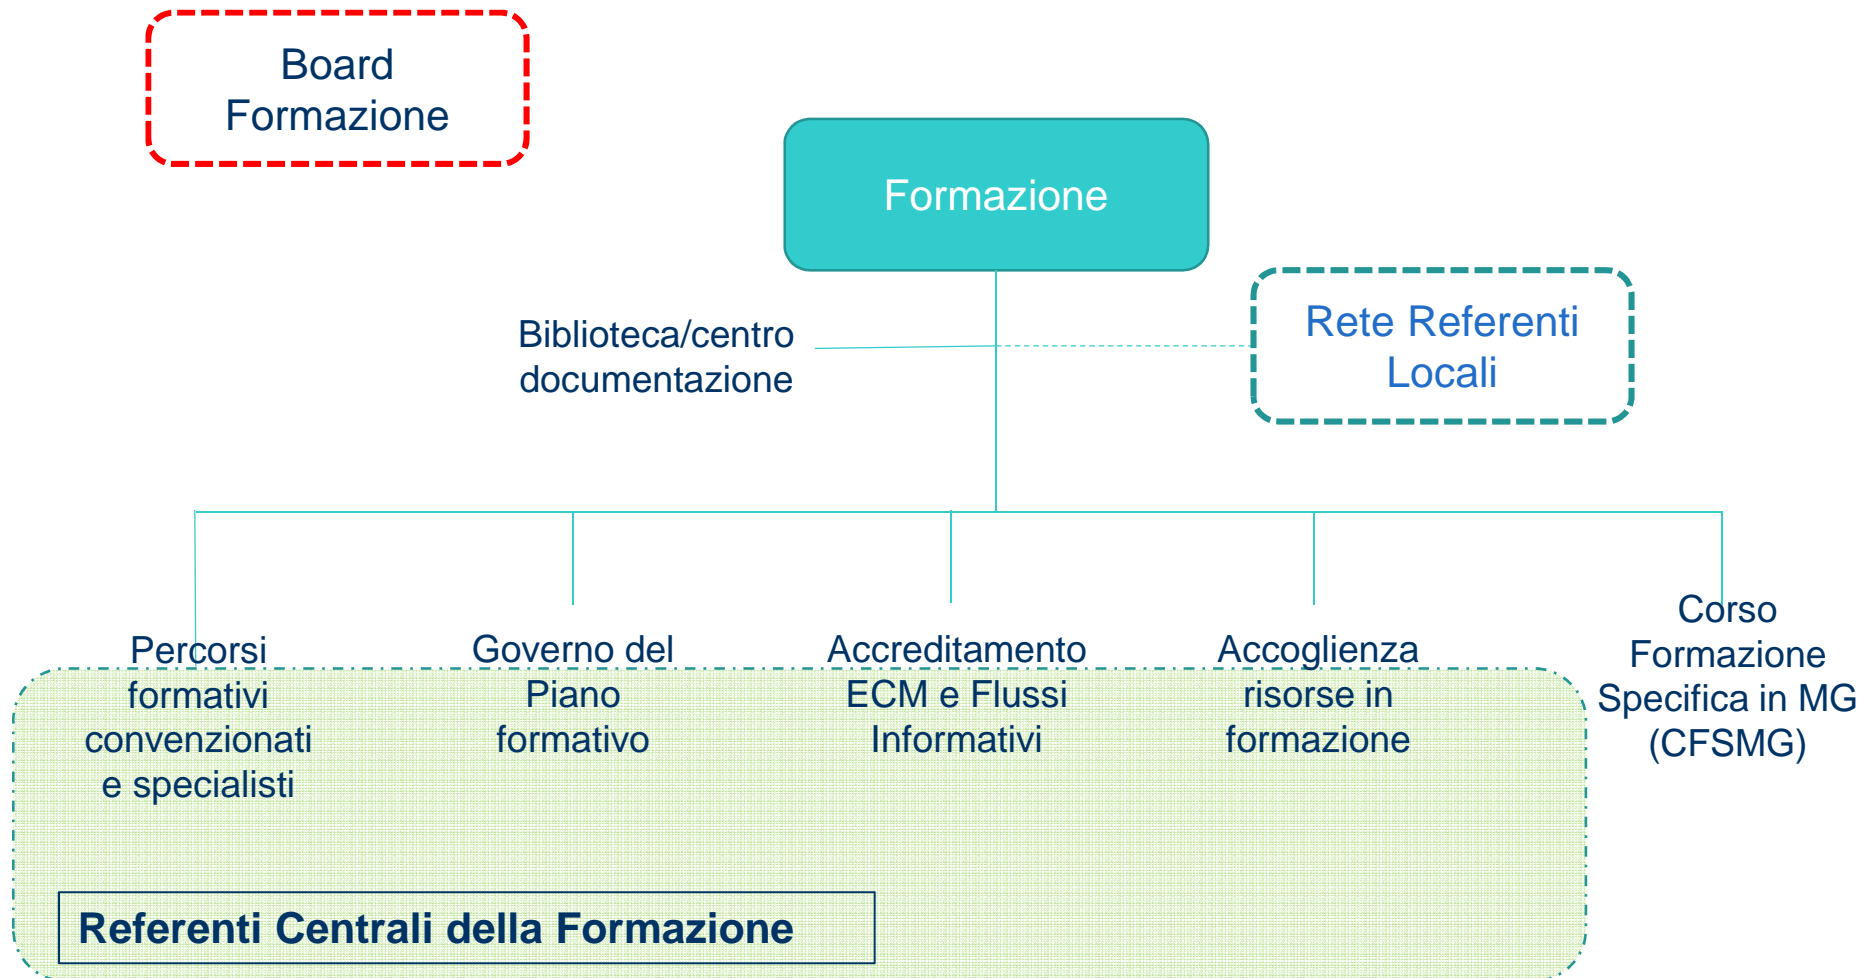 Board
Formazione
Formazione
Biblioteca/centro
documentazione
Rete Referenti
Locali
Percorsi
formativi
convenzionati
e specialisti
Governo del
Piano
formativo
Accreditamento
ECM e Flussi
Informativi
Accoglienza
risorse in
formazione
Corso
Formazione
Specifica in MG
(CFSMG)
Referenti Centrali della Formazione